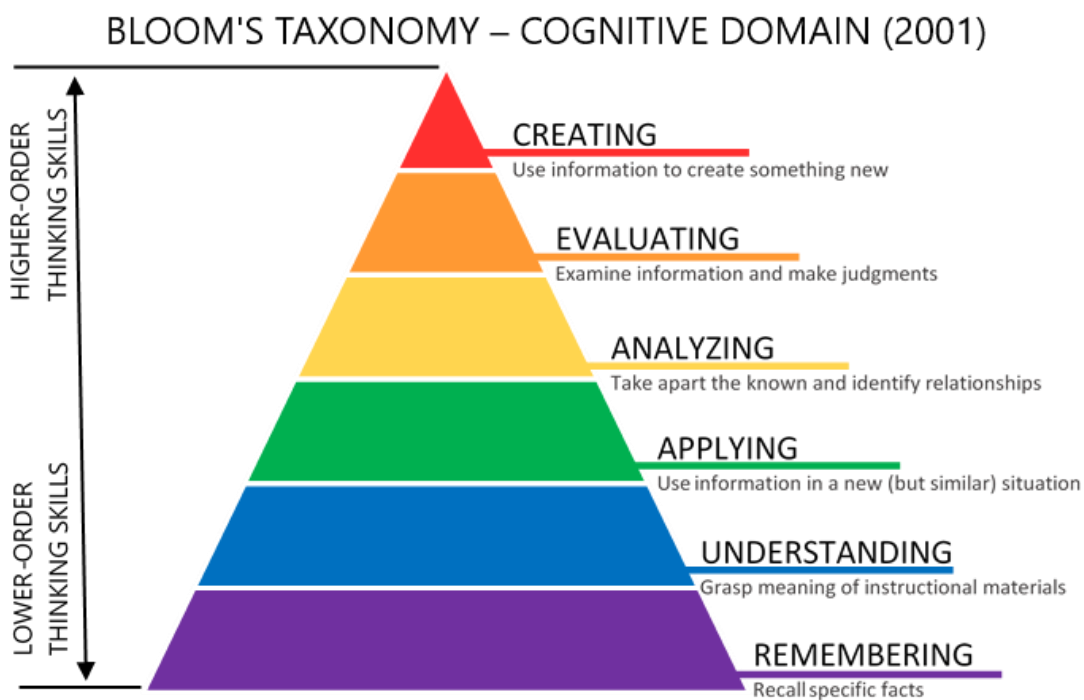 BLOOM'S TAXONOMY – COGNITIVE DOMAIN (2001)
HIGHER-ORDER
THINKING SKILLS
CREATING
Use information to create something new
EVALUATING
Examine information and make judgments
ANALYZING
Take apart the known and identify relationships
APPLYING
Use information in a new (but similar) situation
LOWER-ORDER
THINKING SKILLS
UNDERSTANDING
Grasp meaning of instructional materials
REMEMBERING
Recall specific facts